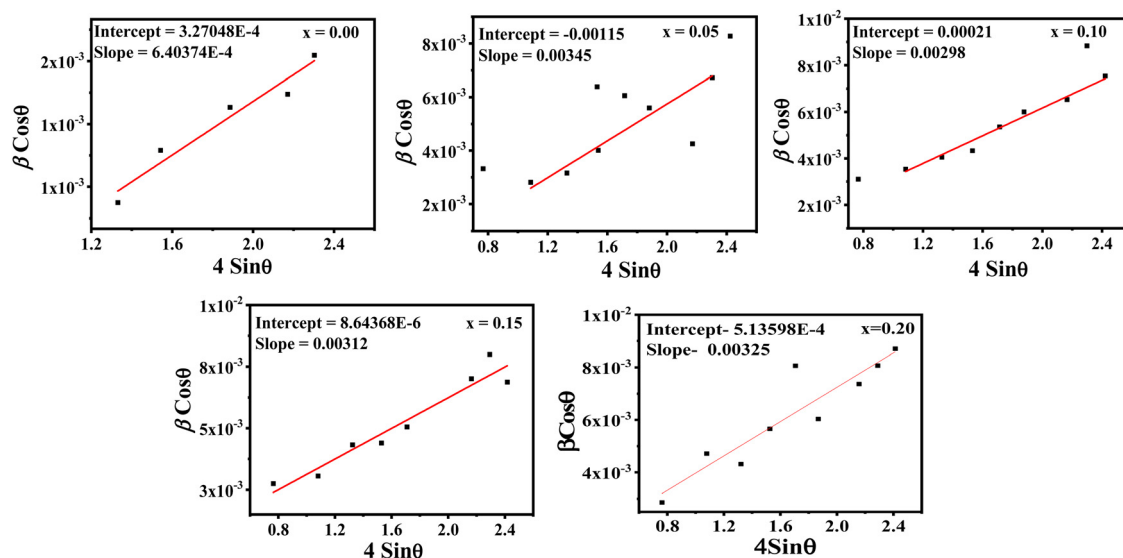 Intercept = 3.27048E-4 x = 0.00
Slope = 6.40374E-4
2x10⁻³
1x10⁻³
1x10⁻³
β Cosθ
1.2 1.6 2.0 2.4
4 Sinθ
Intercept = -0.00115 x = 0.05
Slope = 0.00345
8x10⁻³
6x10⁻³
4x10⁻³
2x10⁻³
β Cosθ
0.8 1.2 1.6 2.0 2.4
4 Sinθ
Intercept = 0.00021 x = 0.10
Slope = 0.00298
1x10⁻²
8x10⁻³
6x10⁻³
4x10⁻³
2x10⁻³
β Cosθ
0.8 1.2 1.6 2.0 2.4
4 Sinθ
Intercept = 8.64368E-6 x = 0.15
Slope = 0.00312
1x10⁻²
8x10⁻³
5x10⁻³
3x10⁻³
β Cosθ
0.8 1.2 1.6 2.0 2.4
4 Sinθ
Intercept- 5.13598E-4 x=0.20
Slope- 0.00325
1x10⁻²
8x10⁻³
6x10⁻³
4x10⁻³
βCosθ
0.8 1.2 1.6 2.0 2.4
4Sinθ